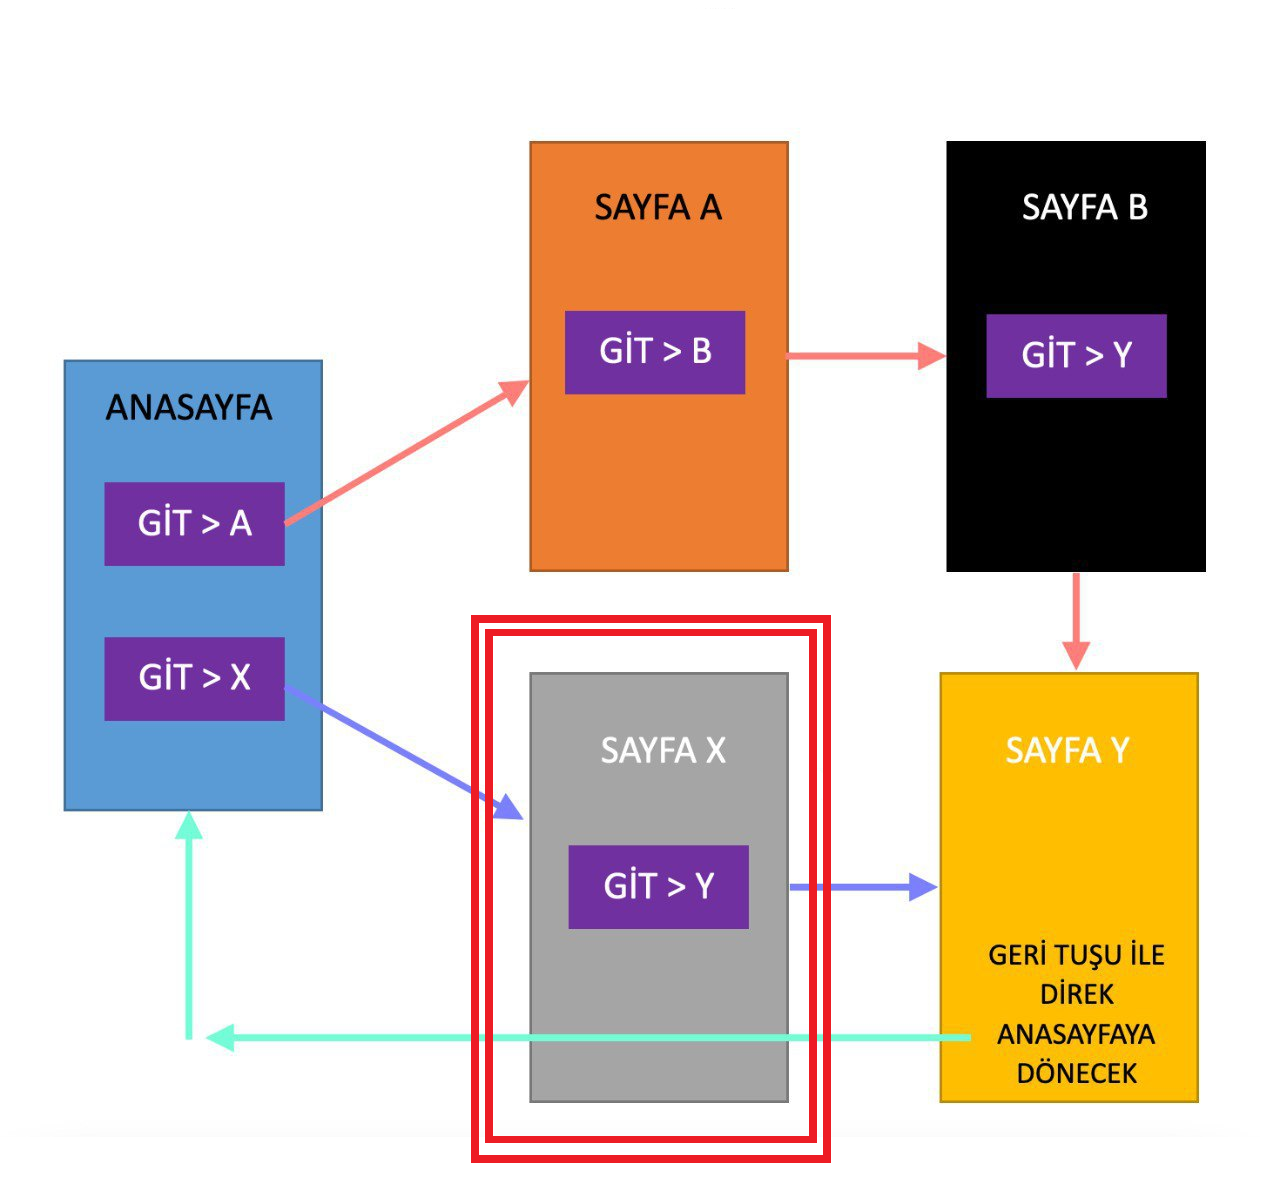 SAYFA A
GİT > B
SAYFA B
GİT > Y
ANASAYFA
GİT > A
GİT > X
SAYFA X
GİT > Y
SAYFA Y
GERİ TUŞU İLE
DİREK
ANASAYFAYA
DÖNECEK